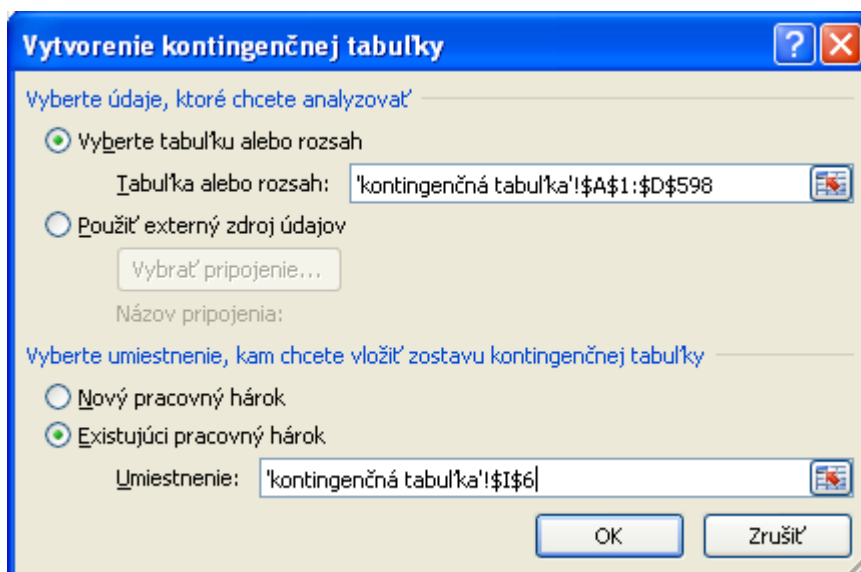 Vytvorenie kontingenčnej tabuľky
Vyberte údaje, ktoré chcete analyzovať
Vyberte tabuľku alebo rozsah
Tabuľka alebo rozsah: 'kontingenčná tabuľka'!$A$1:$D$598
Použiť externý zdroj údajov
Vybrať pripojenie...
Názov pripojenia:
Vyberte umiestnenie, kam chcete vložiť zostavu kontingenčnej tabuľky
Nový pracovný hárok
Existujúci pracovný hárok
Umiestnenie: 'kontingenčná tabuľka'!$I$6
OK Zrušiť